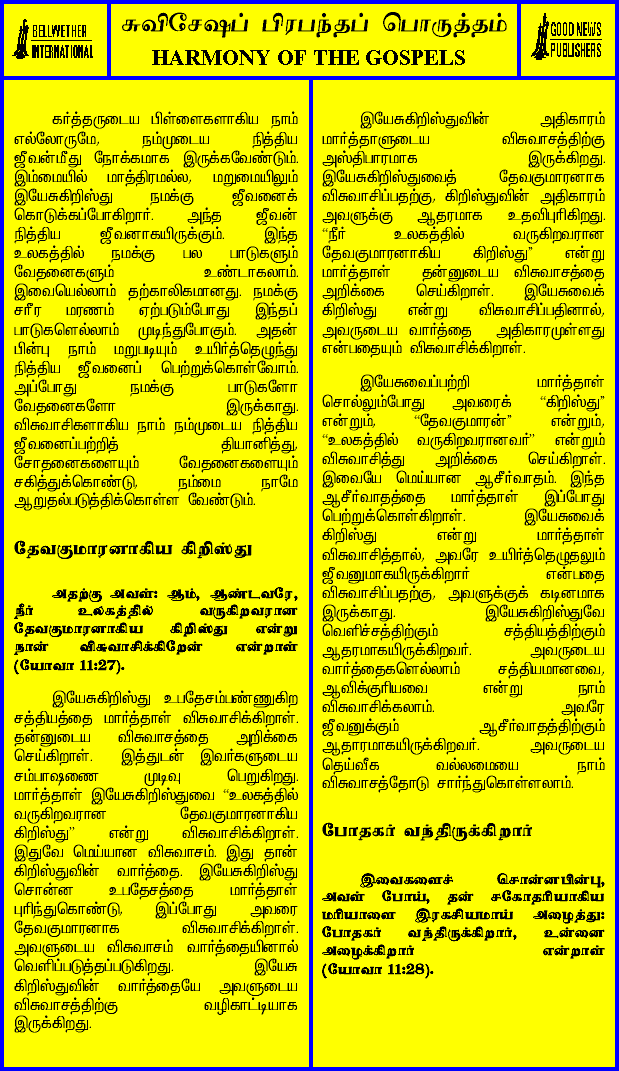 BELLWETHER
INTERNATIONAL
சுவிசேஷப் பிரபந்தப் பொருத்தம்
HARMONY OF THE GOSPELS
GOOD NEWS
PUBLISHERS
கர்த்தருடைய பிள்ளைகளாகிய நாம்
எல்லோருமே, நம்முடைய நித்திய
ஜீவன்மீது நோக்கமாக இருக்கவேண்டும்.
இம்மையில் மாத்திரமல்ல, மறுமையிலும்
இயேசுகிறிஸ்து நமக்கு ஜீவனைக்
கொடுக்கப்போகிறார். அந்த ஜீவன்
நித்திய ஜீவனாகயிருக்கும். இந்த
உலகத்தில் நமக்கு பல பாடுகளும்
வேதனைகளும் உண்டாகலாம்.
இவையெல்லாம் தற்காலிகமானது. நமக்கு
சரீர மரணம் ஏற்படும்போது இந்தப்
பாடுகளெல்லாம் முடிந்துபோகும். அதன்
பின்பு நாம் மறுபடியும் உயிர்த்தெழுந்து
நித்திய ஜீவனைப் பெற்றுக்கொள்வோம்.
அப்போது நமக்கு பாடுகளோ
வேதனைகளோ இருக்காது.
விசுவாசிகளாகிய நாம் நம்முடைய நித்திய
ஜீவனைப்பற்றித் தியானித்து,
சோதனைகளையும் வேதனைகளையும்
சகித்துக்கொண்டு, நம்மை நாமே
ஆறுதல்படுத்திக்கொள்ள வேண்டும்.
தேவகுமாரனாகிய கிறிஸ்து
அதற்கு அவள்: ஆம், ஆண்டவரே,
நீர் உலகத்தில் வருகிறவரான
தேவகுமாரனாகிய கிறிஸ்து என்று
நான் விசுவாசிக்கிறேன் என்றாள்
(யோவா 11:27).
இயேசுகிறிஸ்து உபதேசம்பண்ணுகிற
சத்தியத்தை மார்த்தாள் விசுவாசிக்கிறாள்.
தன்னுடைய விசுவாசத்தை அறிக்கை
செய்கிறாள். இத்துடன் இவர்களுடைய
சம்பாஷணை முடிவு பெறுகிறது.
மார்த்தாள் இயேசுகிறிஸ்துவை “உலகத்தில்
வருகிறவரான தேவகுமாரனாகிய
கிறிஸ்து” என்று விசுவாசிக்கிறாள்.
இதுவே மெய்யான விசுவாசம். இது தான்
கிறிஸ்துவின் வார்த்தை. இயேசுகிறிஸ்து
சொன்ன உபதேசத்தை மார்த்தாள்
புரிந்துகொண்டு, இப்போது அவரை
தேவகுமாரனாக விசுவாசிக்கிறாள்.
அவளுடைய விசுவாசம் வார்த்தையினால்
வெளிப்படுத்தப்படுகிறது. இயேசு
கிறிஸ்துவின் வார்த்தையே அவளுடைய
விசுவாசத்திற்கு வழிகாட்டியாக
இருக்கிறது.
இயேசுகிறிஸ்துவின் அதிகாரம்
மார்த்தாளுடைய விசுவாசத்திற்கு
அஸ்திபாரமாக இருக்கிறது.
இயேசுகிறிஸ்துவைத் தேவகுமாரனாக
விசுவாசிப்பதற்கு, கிறிஸ்துவின் அதிகாரம்
அவளுக்கு ஆதரமாக உதவிபுரிகிறது.
“நீர் உலகத்தில் வருகிறவரான
தேவகுமாரனாகிய கிறிஸ்து” என்று
மார்த்தாள் தன்னுடைய விசுவாசத்தை
அறிக்கை செய்கிறாள். இயேசுவைக்
கிறிஸ்து என்று விசுவாசிப்பதினால்,
அவருடைய வார்த்தை அதிகாரமுள்ளது
என்பதையும் விசுவாசிக்கிறாள்.
இயேசுவைப்பற்றி மார்த்தாள்
சொல்லும்போது அவரைக் “கிறிஸ்து”
என்றும், “தேவகுமாரன்” என்றும்,
“உலகத்தில் வருகிறவரானவர்” என்றும்
விசுவாசித்து அறிக்கை செய்கிறாள்.
இவையே மெய்யான ஆசீர்வாதம். இந்த
ஆசீர்வாதத்தை மார்த்தாள் இப்போது
பெற்றுக்கொள்கிறாள். இயேசுவைக்
கிறிஸ்து என்று மார்த்தாள்
விசுவாசித்தால், அவரே உயிர்த்தெழுதலும்
ஜீவனுமாகயிருக்கிறார் என்பதை
விசுவாசிப்பதற்கு, அவளுக்குக் கடினமாக
இருக்காது. இயேசுகிறிஸ்துவே
வெளிச்சத்திற்கும் சத்தியத்திற்கும்
ஆதரமாகயிருக்கிறவர். அவருடைய
வார்த்தைகளெல்லாம் சத்தியமானவை,
ஆவிக்குரியவை என்று நாம்
விசுவாசிக்கலாம். அவரே
ஜீவனுக்கும் ஆசீர்வாதத்திற்கும்
ஆதாரமாகயிருக்கிறவர். அவருடைய
தெய்வீக வல்லமையை நாம்
விசுவாசத்தோடு சார்ந்துகொள்ளலாம்.
போதகர் வந்திருக்கிறார்
இவைகளைச் சொன்னபின்பு,
அவள் போய், தன் சகோதரியாகிய
மரியாளை இரகசியமாய் அழைத்து:
போதகர் வந்திருக்கிறார், உன்னை
அழைக்கிறார் என்றாள்
(யோவா 11:28).